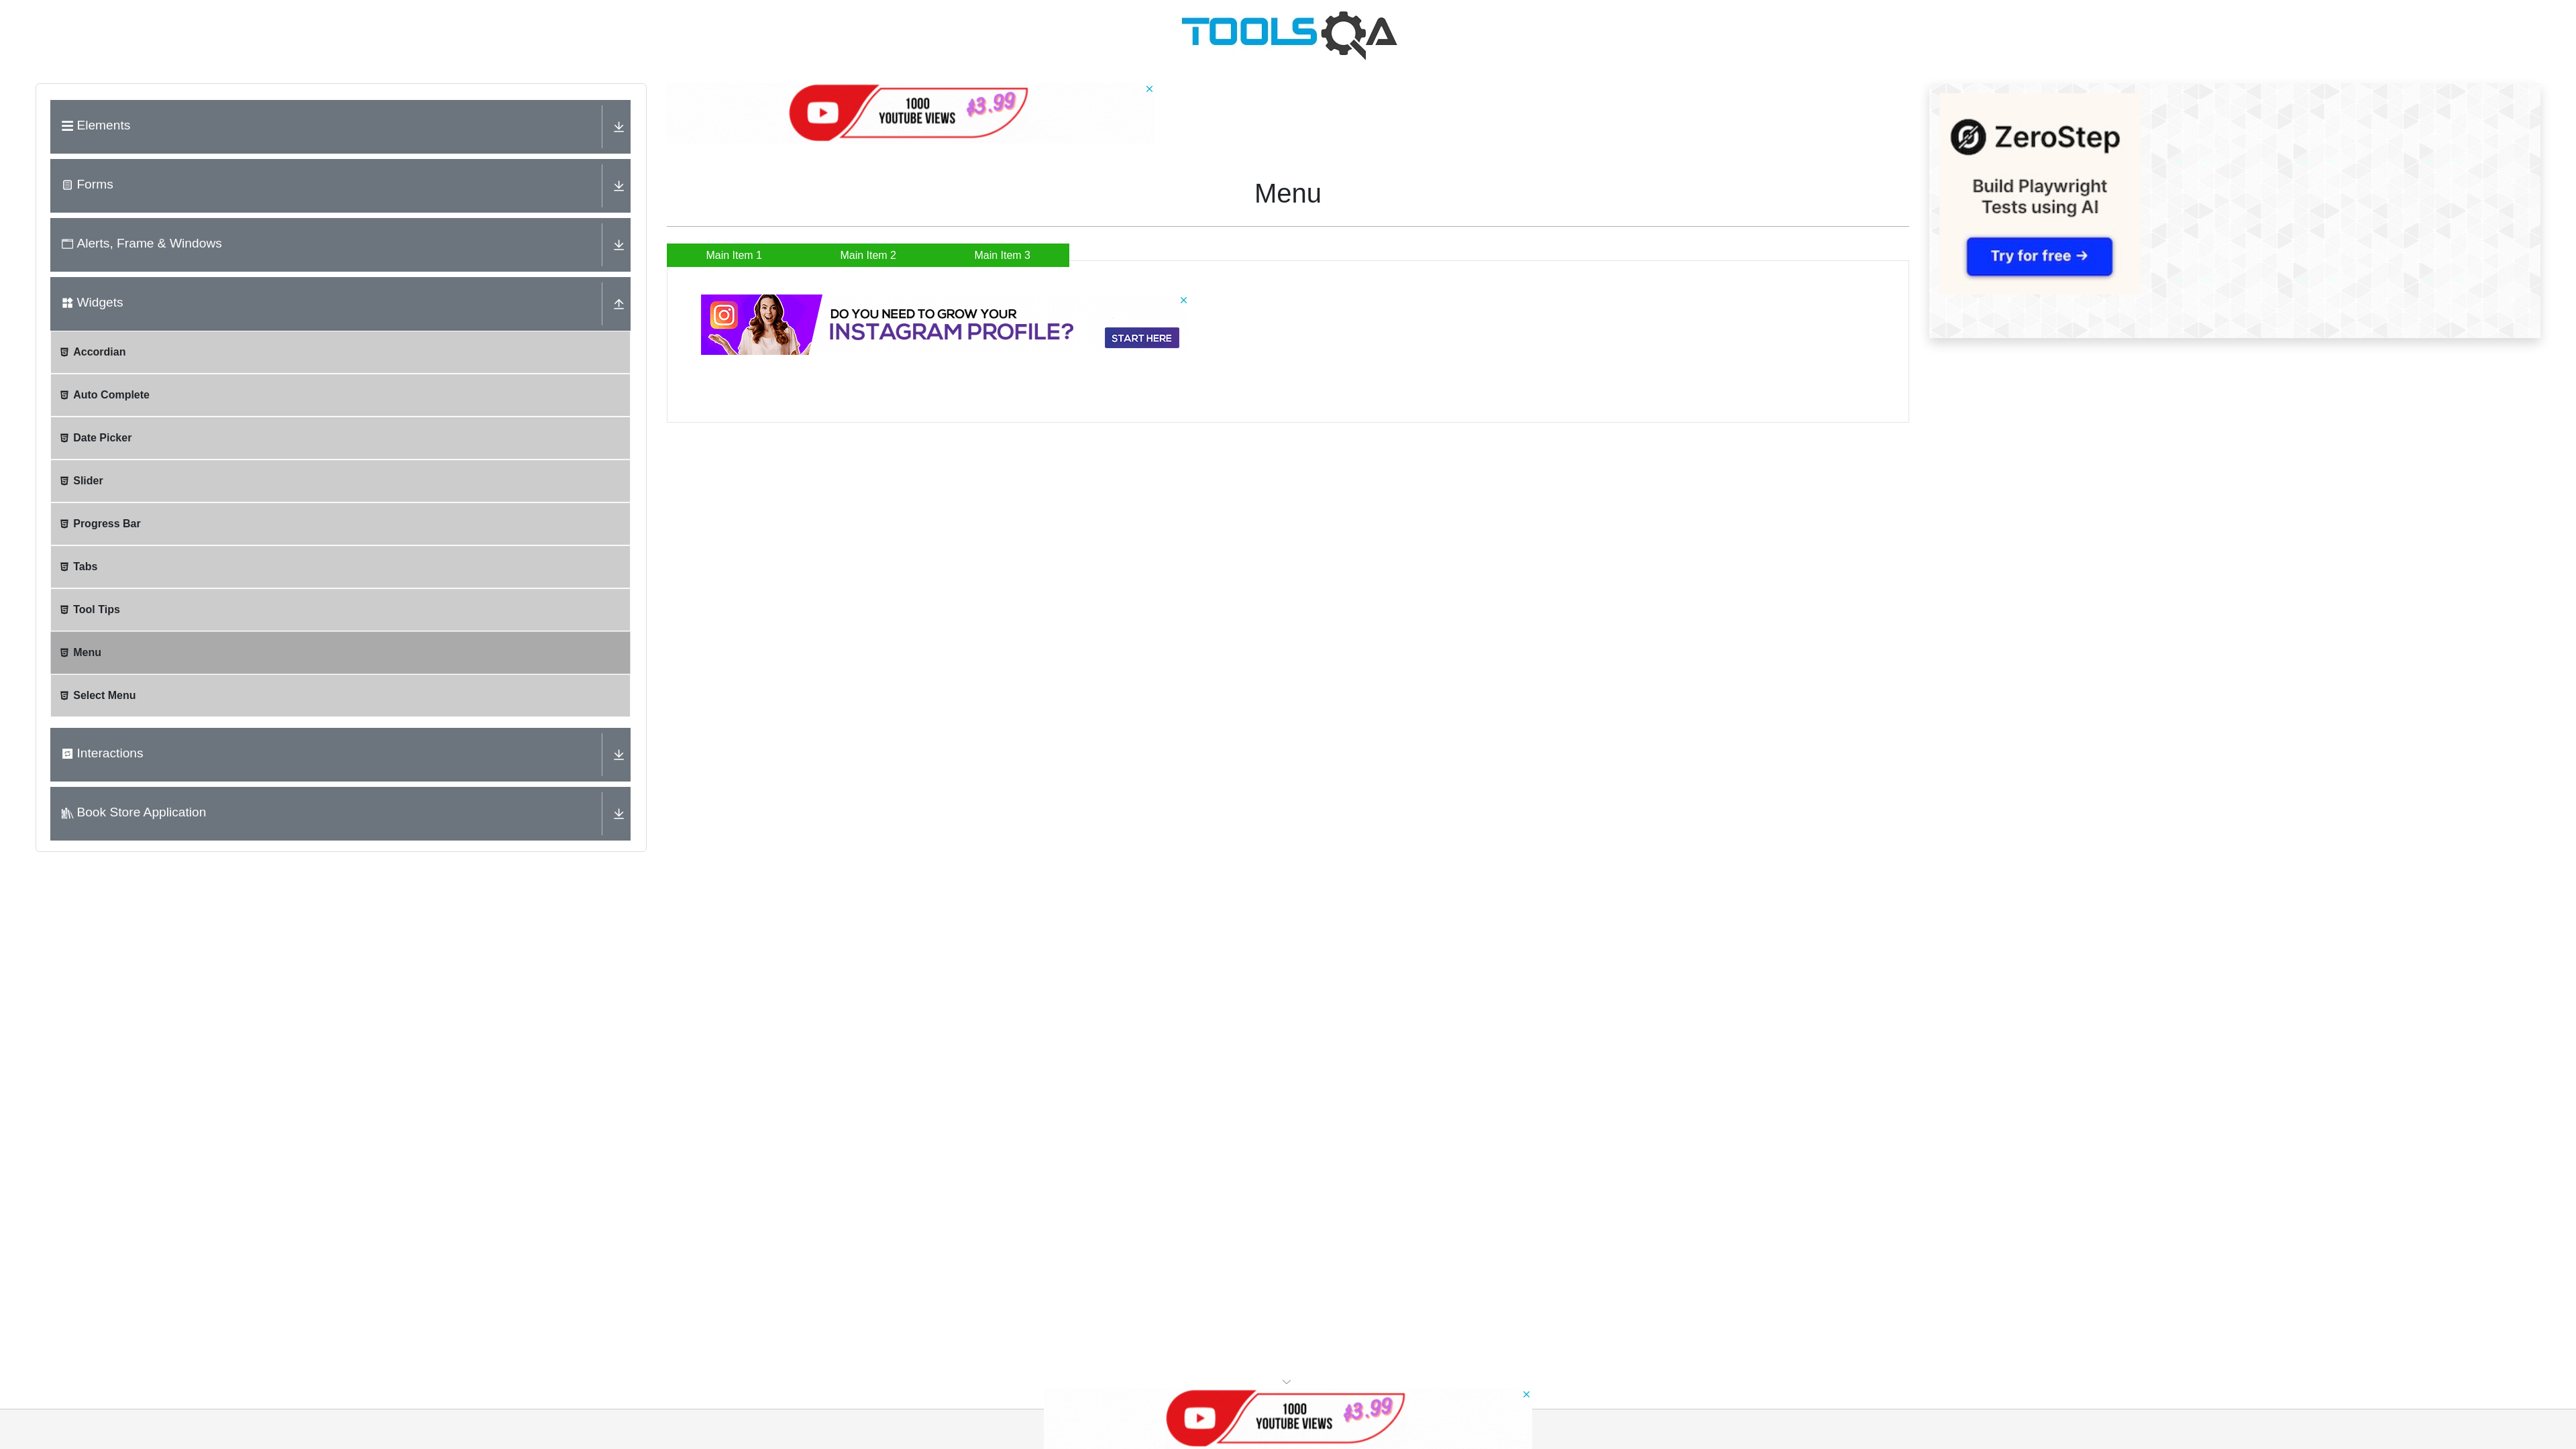 TOOLSQA
Elements
Forms
Alerts, Frame & Windows
Widgets
Accordian
Auto Complete
Date Picker
Slider
Progress Bar
Tabs
Tool Tips
Menu
Select Menu
Interactions
Book Store Application
1000
YOUTUBE VIEWS
$3.99
Menu
Main Item 1 Main Item 2 Main Item 3
DO YOU NEED TO GROW YOUR
INSTAGRAM PROFILE?
START HERE
ZeroStep
Build Playwright
Tests using AI
Try for free →
1000
YOUTUBE VIEWS
$3.99